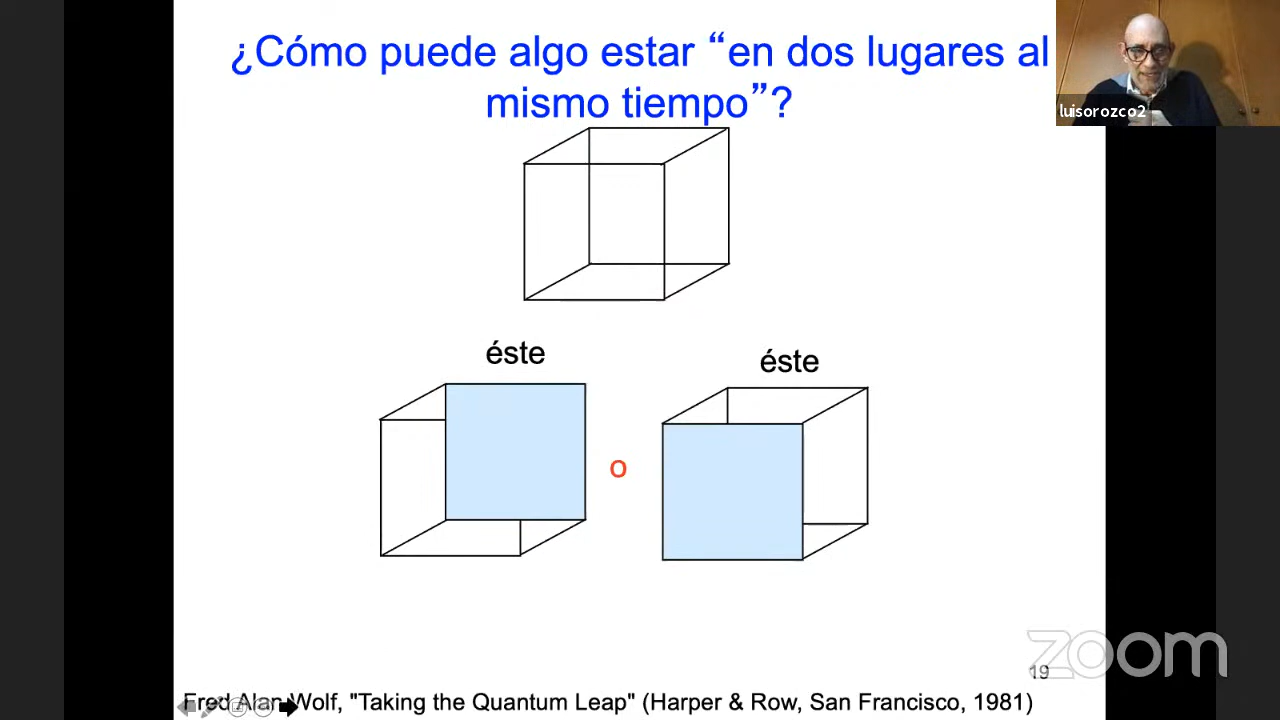 ¿Cómo puede algo estar “en dos lugares al
mismo tiempo”?
luisorozco2
éste
éste
o
zoom
19
Fred Alan Wolf, "Taking the Quantum Leap" (Harper & Row, San Francisco, 1981)